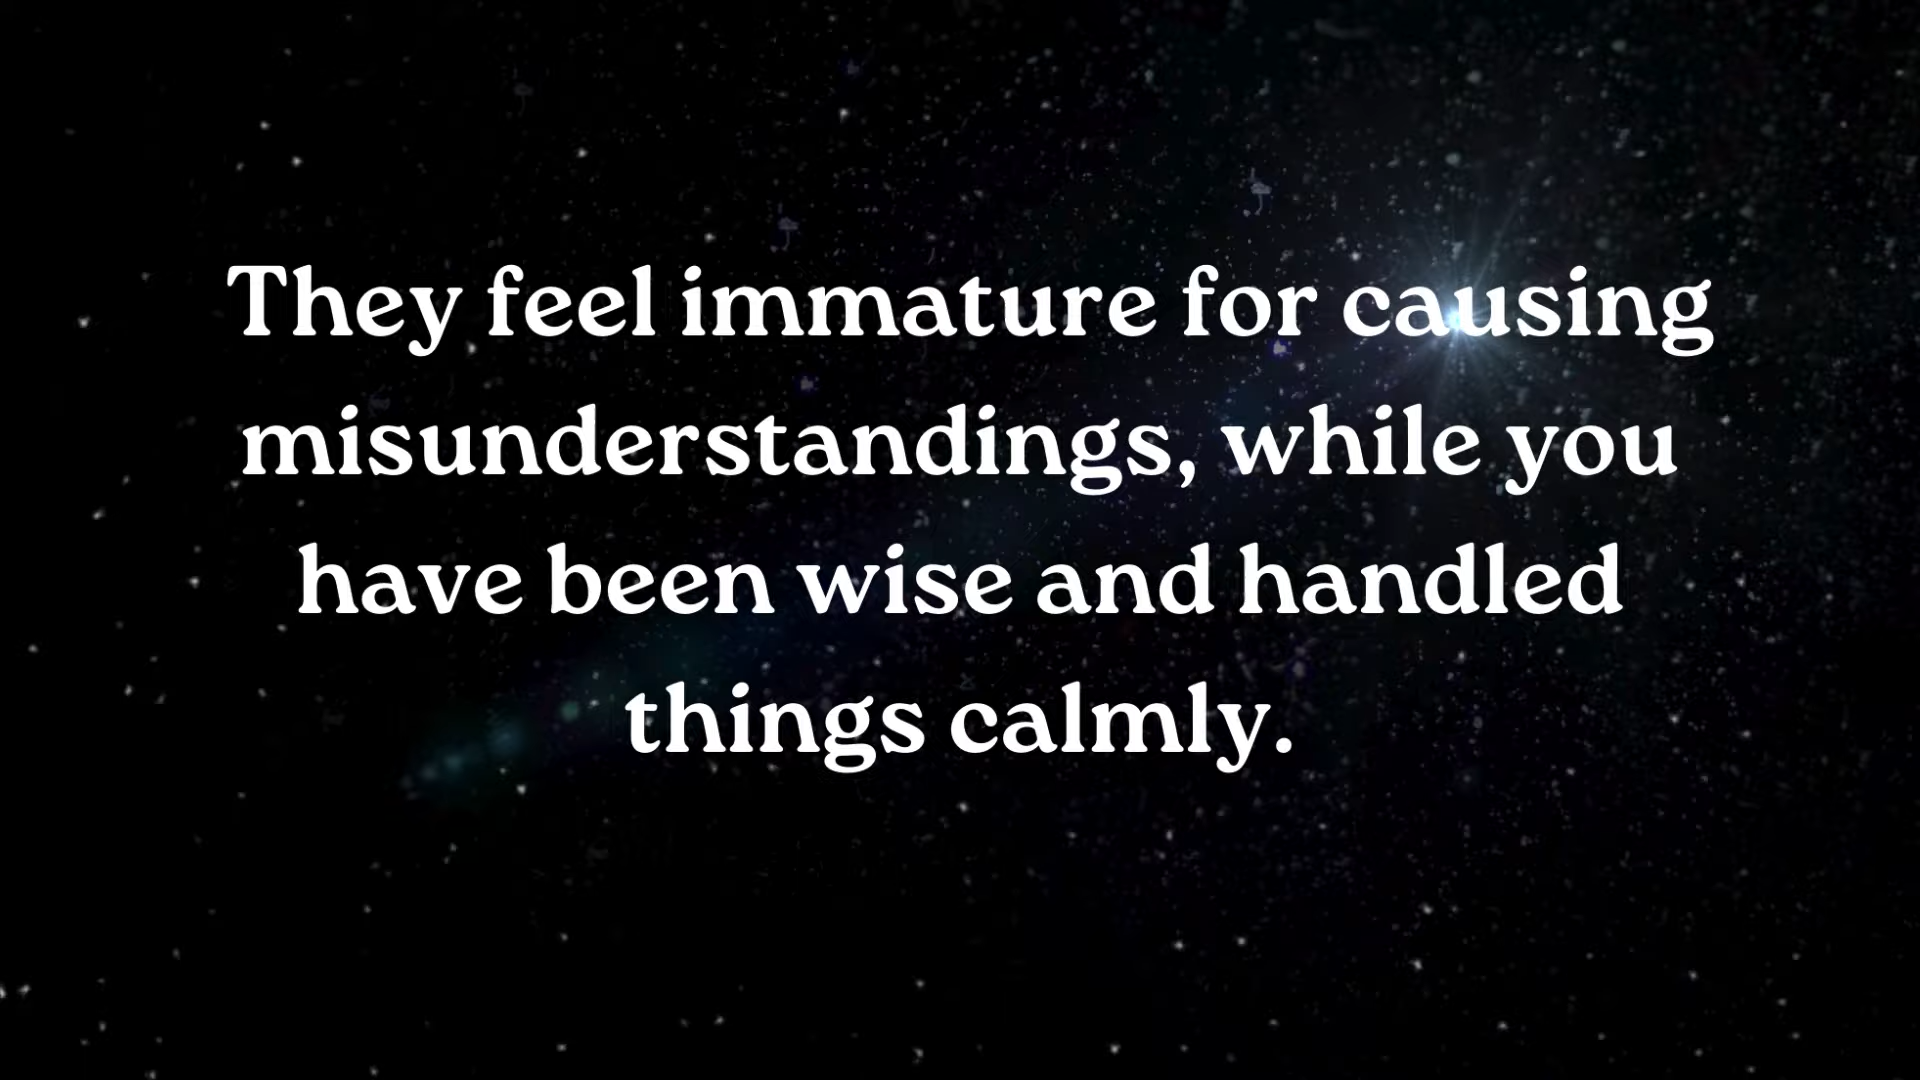 They feel immature for causing
misunderstandings, while you
have been wise and handled
things calmly.